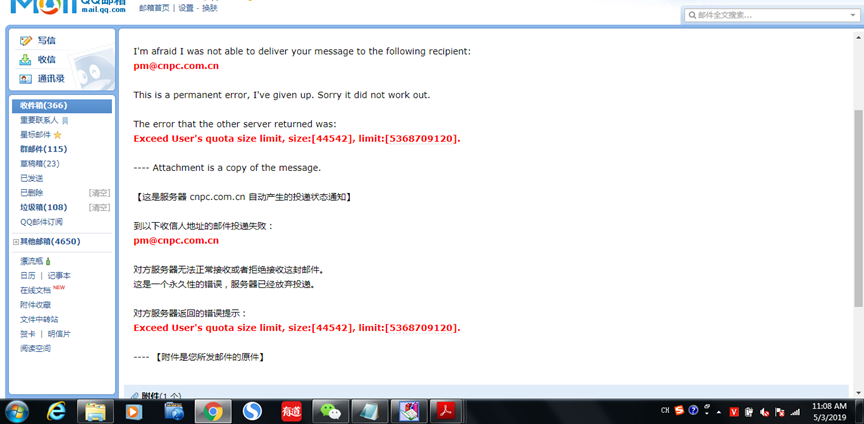 QQ邮箱
mail.qq.com
邮箱首页 | 设置 - 换肤
邮件全文搜索...
写信
收信
通讯录
收件箱(366)
重要联系人
星标邮件
群邮件(115)
草稿箱(23)
已发送
已删除 [清空]
垃圾箱(108) [清空]
QQ邮件订阅
其他邮箱(4650)
漂流瓶
日历 | 记事本
在线文档 NEW
附件收藏
文件中转站
贺卡 | 明信片
阅读空间
I'm afraid I was not able to deliver your message to the following recipient:
pm@cnpc.com.cn
This is a permanent error, I've given up. Sorry it did not work out.
The error that the other server returned was:
Exceed User's quota size limit, size:[44542], limit:[5368709120].
---- Attachment is a copy of the message.
【这是服务器 cnpc.com.cn 自动产生的投递状态通知】
到以下收信人地址的邮件投递失败：
pm@cnpc.com.cn
对方服务器无法正常接收或者拒绝接收这封邮件。
这是一个永久性的错误，服务器已经放弃投递。
对方服务器返回的错误提示：
Exceed User's quota size limit, size:[44542], limit:[5368709120].
---- 【附件是您所发邮件的原件】
附件(1 个)
有道
CH
11:08 AM
5/3/2019